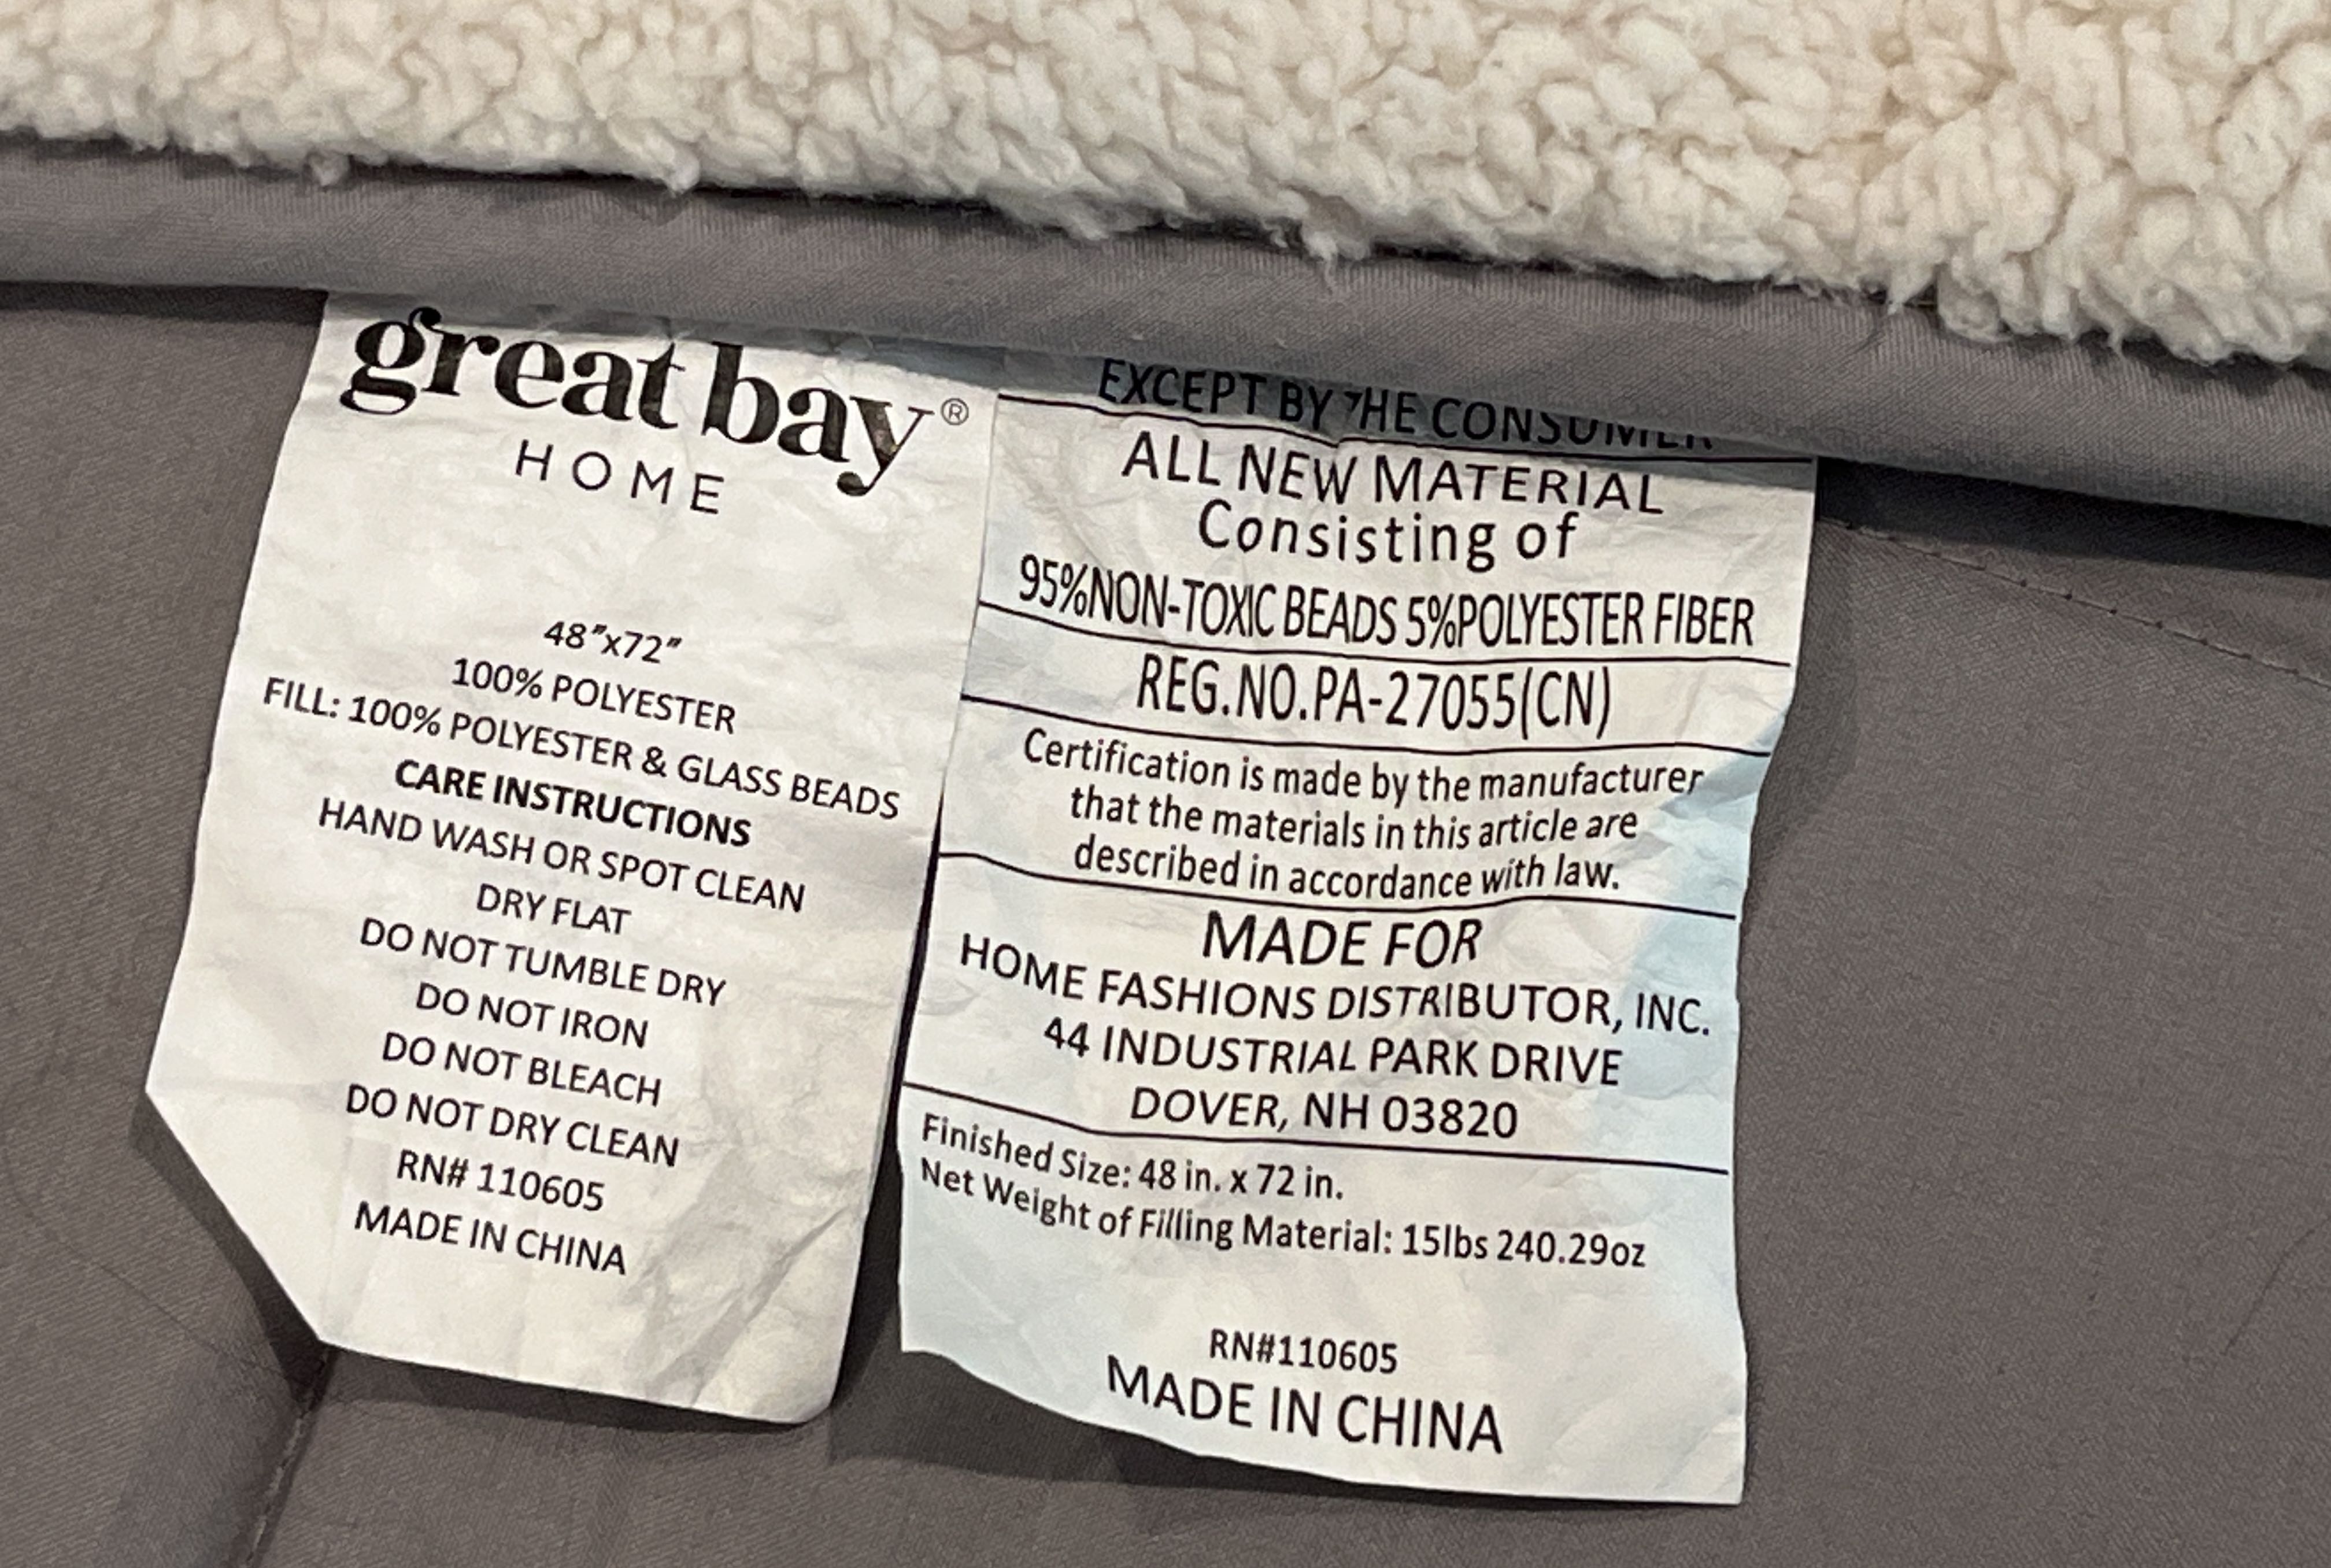 great bay®
HOME
48"x72"
100% POLYESTER
FILL: 100% POLYESTER & GLASS BEADS
CARE INSTRUCTIONS
HAND WASH OR SPOT CLEAN
DRY FLAT
DO NOT TUMBLE DRY
DO NOT IRON
DO NOT BLEACH
DO NOT DRY CLEAN
RN# 110605
MADE IN CHINA
EXCEPT BY THE CONSUMER
ALL NEW MATERIAL
Consisting of
95%NON-TOXIC BEADS 5%POLYESTER FIBER
REG.NO.PA-27055(CN)
Certification is made by the manufacturer
that the materials in this article are
described in accordance with law.
MADE FOR
HOME FASHIONS DISTRIBUTOR, INC.
44 INDUSTRIAL PARK DRIVE
DOVER, NH 03820
Finished Size: 48 in. x 72 in.
Net Weight of Filling Material: 15lbs 240.29oz
RN#110605
MADE IN CHINA